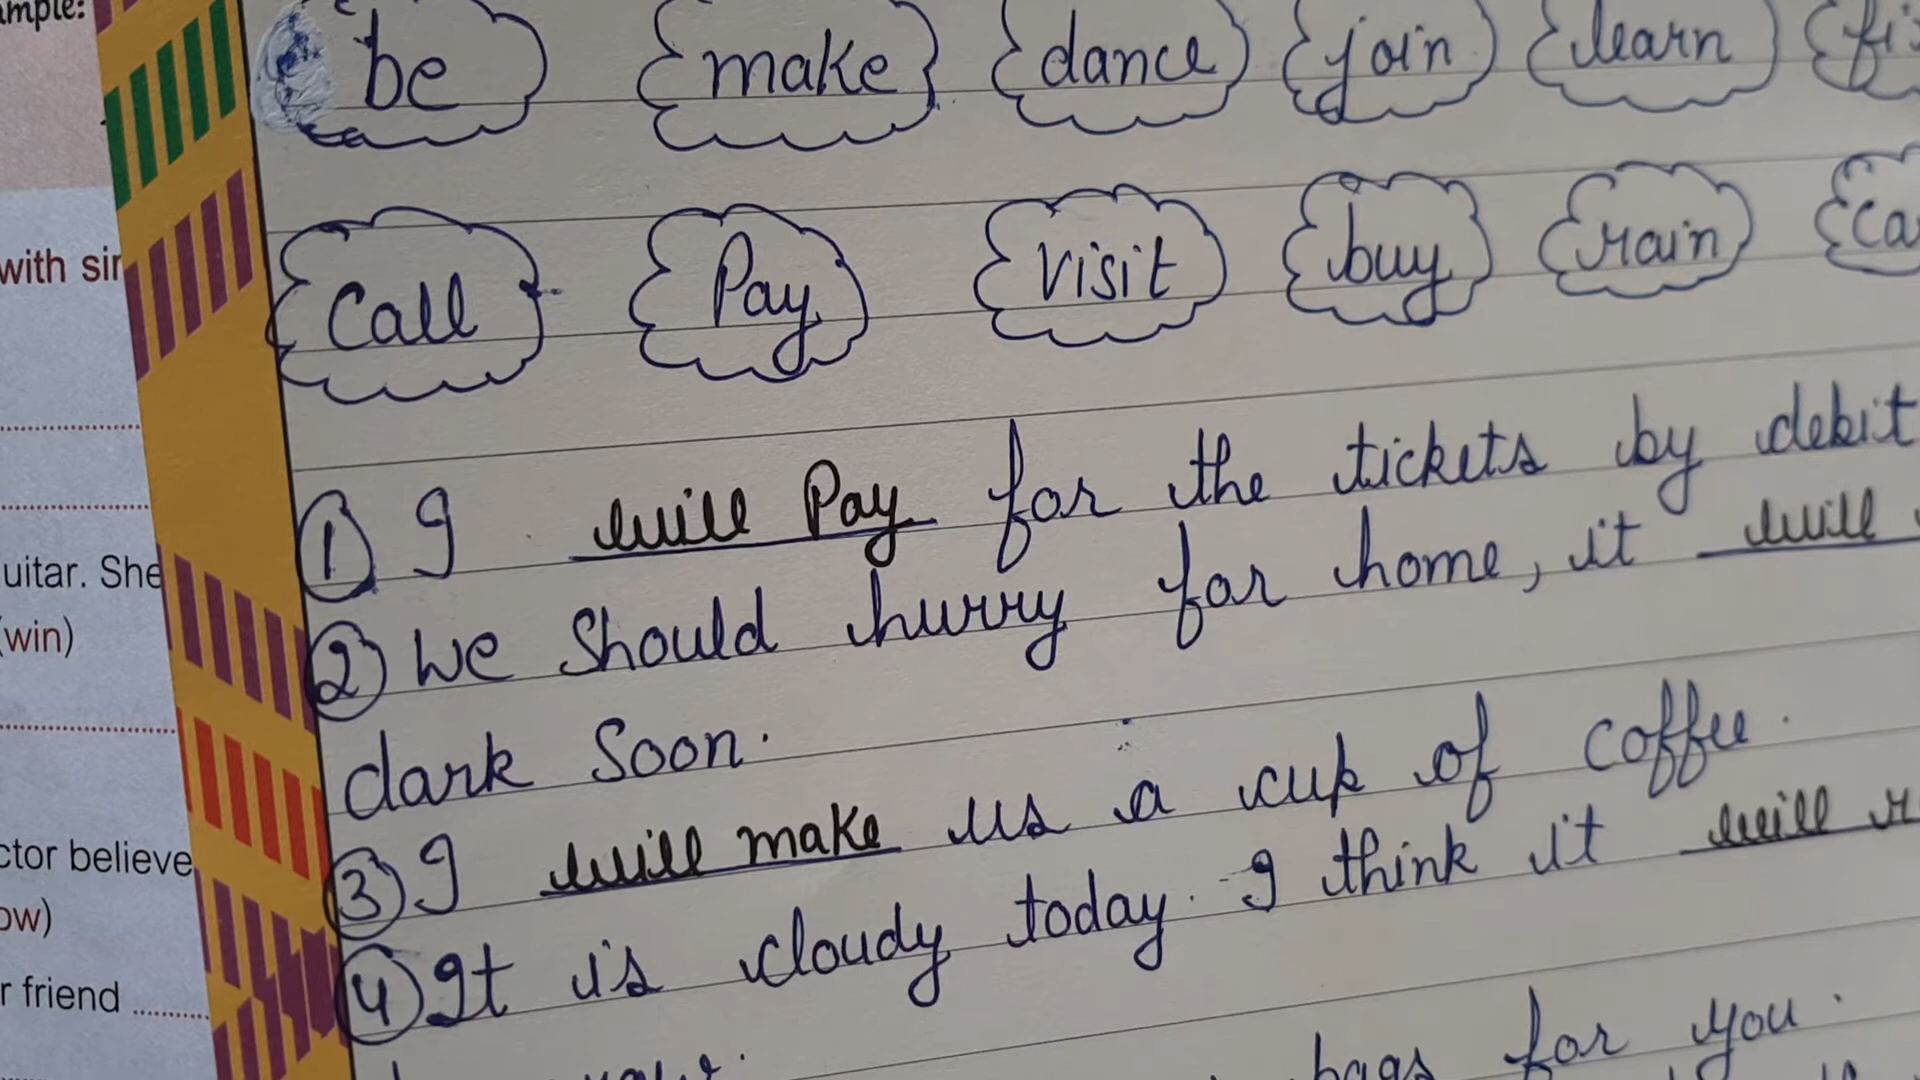 ample:
be make dance join learn
with
Call Pay visit buy rain
1 I will Pay for the tickets by debit
uitar. She
2 We Should hurry for home, it will
(win)
dark Soon.
3 I will make us a cup of coffee.
ctor believe
4 It is cloudy today. I think it will
ow)
r friend
bags for you.